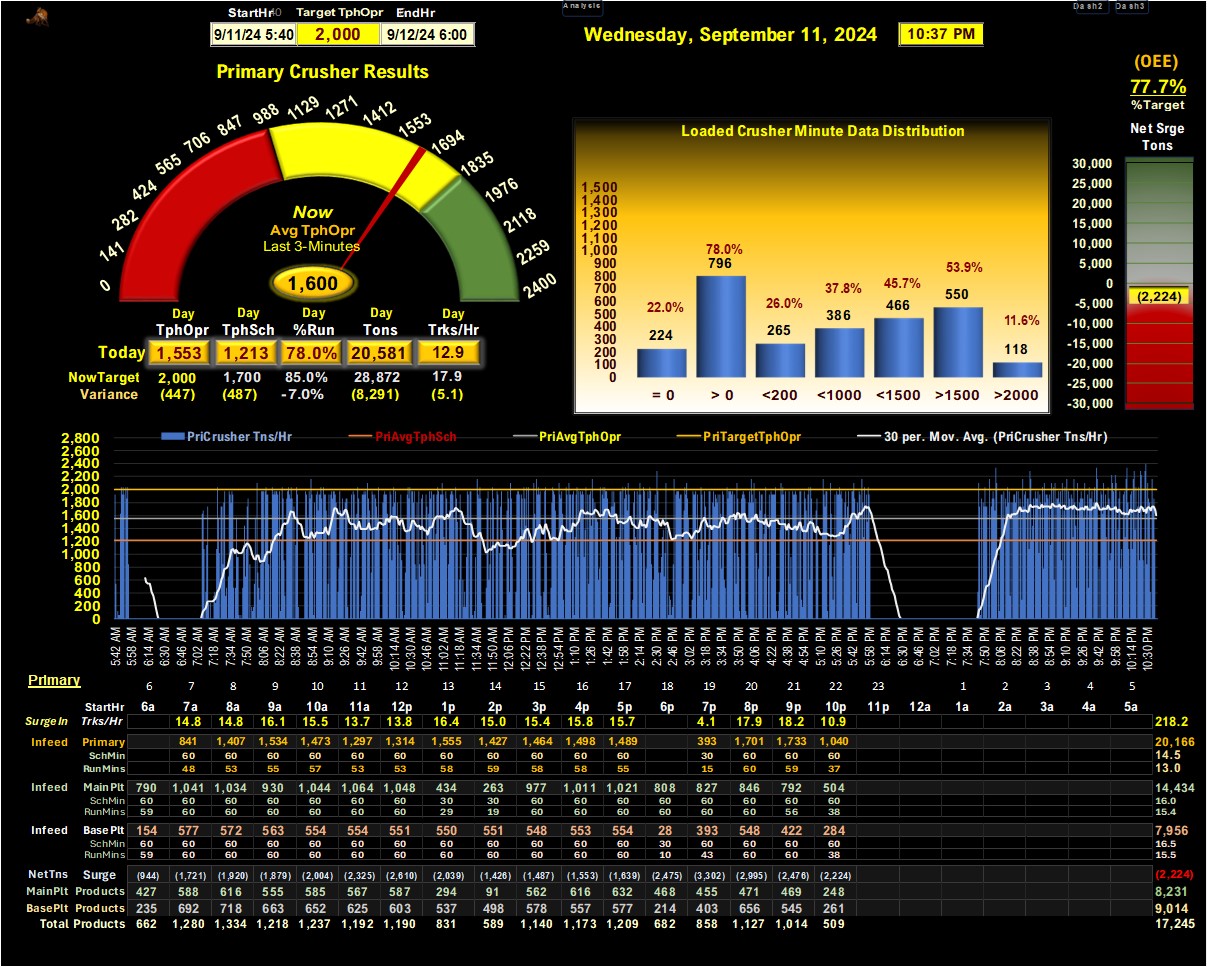 StartHr Target TphOpr EndHr
9/11/24 5:40 2,000 9/12/24 6:00
Analysis
Wednesday, September 11, 2024 10:37 PM
Dash2 Dash3
Primary Crusher Results
0 141 282 424 565 706 847 988 1129 1271 1412 1553 1694 1835 1976 2118 2259 2400
Now
Avg TphOpr
Last 3-Minutes
1,600
Day Day Day Day Day
TphOpr TphSch %Run Tons Trks/Hr
Today 1,553 1,213 78.0% 20,581 12.9
NowTarget 2,000 1,700 85.0% 28,872 17.9
Variance (447) (487) -7.0% (8,291) (5.1)
Loaded Crusher Minute Data Distribution
1,500
1,400
1,300
1,200
1,100
1,000
900
800
700
600
500
400
300
200
100
0
22.0% 78.0% 26.0% 37.8% 45.7% 53.9% 11.6%
224 796 265 386 466 550 118
= 0 > 0 <200 <1000 <1500 >1500 >2000
(OEE)
77.7%
%Target
Net Srge
Tons
30,000
25,000
20,000
15,000
10,000
5,000
0
-5,000
-10,000
-15,000
-20,000
-25,000
-30,000
(2,224)
PriCrusher Tns/Hr PriAvgTphSch PriAvgTphOpr PriTargetTphOpr 30 per. Mov. Avg. (PriCrusher Tns/Hr)
2,800
2,600
2,400
2,200
2,000
1,800
1,600
1,400
1,200
1,000
800
600
400
200
0
5:42 AM 5:58 AM 6:14 AM 6:30 AM 6:46 AM 7:02 AM 7:18 AM 7:34 AM 7:50 AM 8:06 AM 8:22 AM 8:38 AM 8:54 AM 9:10 AM 9:26 AM 9:42 AM 9:58 AM 10:14 AM 10:30 AM 10:46 AM 11:02 AM 11:18 AM 11:34 AM 11:50 AM 12:06 PM 12:22 PM 12:38 PM 12:54 PM 1:10 PM 1:26 PM 1:42 PM 1:58 PM 2:14 PM 2:30 PM 2:46 PM 3:02 PM 3:18 PM 3:34 PM 3:50 PM 4:06 PM 4:22 PM 4:38 PM 4:54 PM 5:10 PM 5:26 PM 5:42 PM 5:58 PM 6:14 PM 6:30 PM 6:46 PM 7:02 PM 7:18 PM 7:34 PM 7:50 PM 8:06 PM 8:22 PM 8:38 PM 8:54 PM 9:10 PM 9:26 PM 9:42 PM 9:58 PM 10:14 PM 10:30 PM
Primary
6 7 8 9 10 11 12 13 14 15 16 17 18 19 20 21 22 23 1 2 3 4 5
StartHr 6a 7a 8a 9a 10a 11a 12p 1p 2p 3p 4p 5p 6p 7p 8p 9p 10p 11p 12a 1a 2a 3a 4a 5a
SurgeIn Trks/Hr 14.8 14.8 16.1 15.5 13.7 13.8 16.4 15.0 15.4 15.8 15.7 4.1 17.9 18.2 10.9 218.2
Infeed Primary 841 1,407 1,534 1,473 1,297 1,314 1,555 1,427 1,464 1,498 1,489 393 1,701 1,733 1,040 20,166
SchMin 60 60 60 60 60 60 60 60 60 60 60 30 60 60 60 14.5
RunMins 48 53 55 57 53 53 58 59 58 58 55 15 60 59 37 13.0
Infeed MainPlt 790 1,041 1,034 930 1,044 1,064 1,048 434 263 977 1,011 1,021 808 827 846 792 504 14,434
SchMin 60 60 60 60 60 60 60 30 30 60 60 60 60 60 60 60 60 16.0
RunMins 59 60 60 60 60 60 60 29 19 60 60 60 60 60 60 56 38 15.4
Infeed BasePlt 154 577 572 563 554 554 551 550 551 548 553 554 28 393 548 422 284 7,956
SchMin 60 60 60 60 60 60 60 60 60 60 60 60 30 60 60 60 60 16.5
RunMins 59 60 60 60 60 60 60 60 60 60 60 60 10 43 60 60 38 15.5
NetTns Surge (944) (1,721) (1,920) (1,879) (2,004) (2,325) (2,610) (2,039) (1,426) (1,487) (1,553) (1,639) (2,475) (3,302) (2,995) (2,476) (2,224) (2,224)
MainPlt Products 427 588 616 555 585 567 587 294 91 562 616 632 468 455 471 469 248 8,231
BasePlt Products 235 692 718 663 652 625 603 537 498 578 557 577 214 403 656 545 261 9,014
Total Products 662 1,280 1,334 1,218 1,237 1,192 1,190 831 589 1,140 1,173 1,209 682 858 1,127 1,014 509 17,245